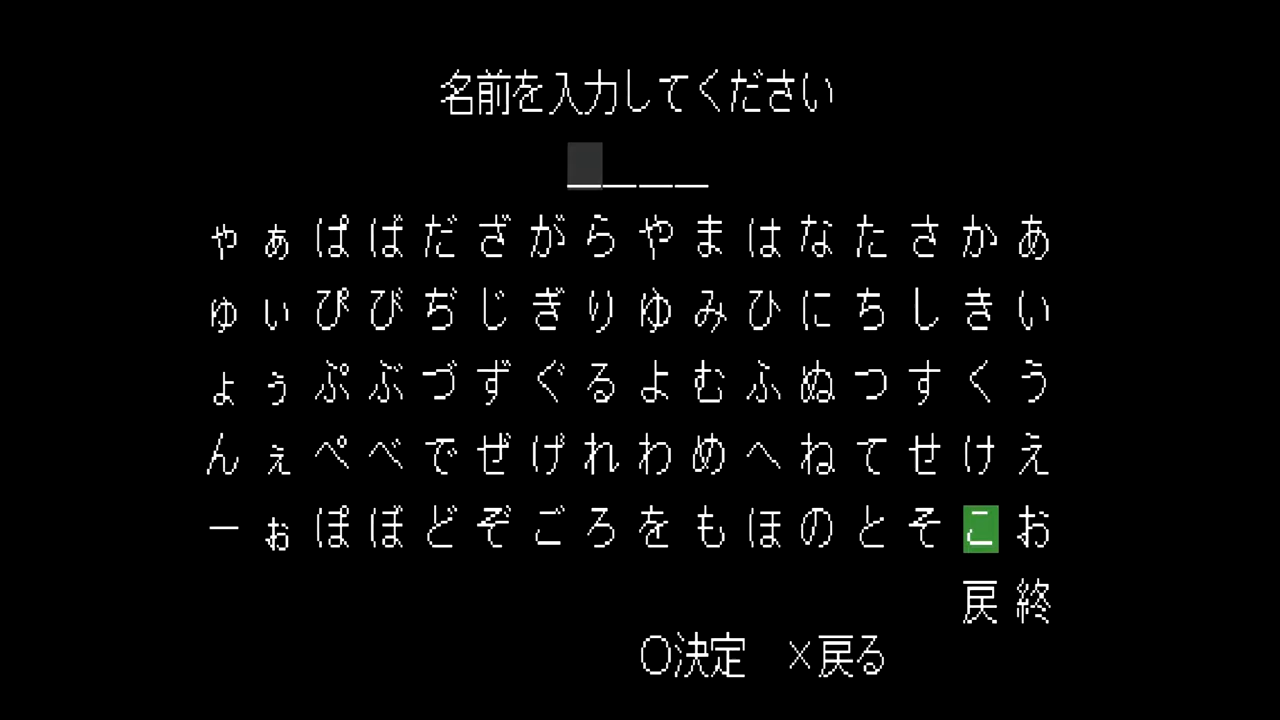 名前を入力してください
ゃぁぱばだざがらやまはなたさかあ
ゅぃぴびぢじぎりゆみひにちしきい
ょぅぷぶづずぐるよむふぬつすくう
んぇぺべでぜげれわめへねてせけえ
ーぉぽぼどぞごろをもほのとそこお
戻終
○決定 ×戻る